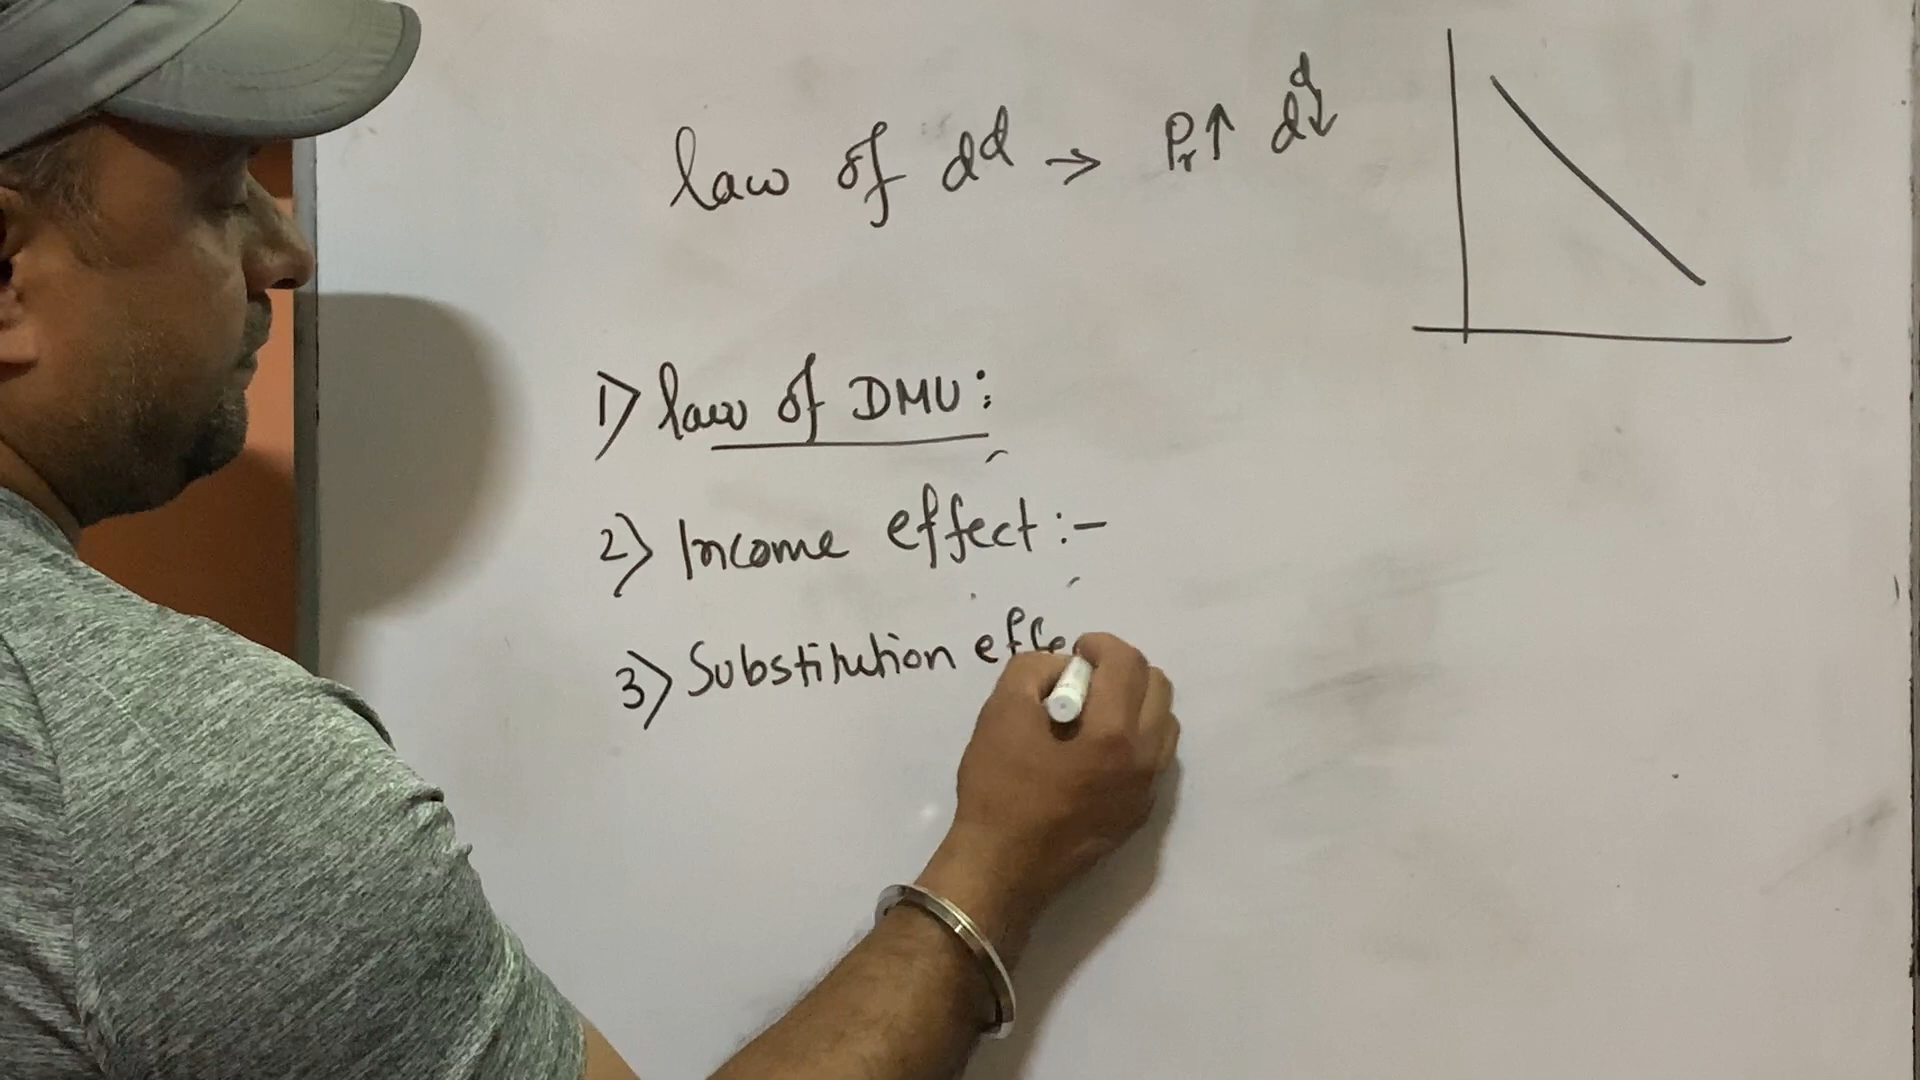 law of dd → Pr↑ dd↓
1) law of DMU:
2) Income effect :-
3) Substitution effe